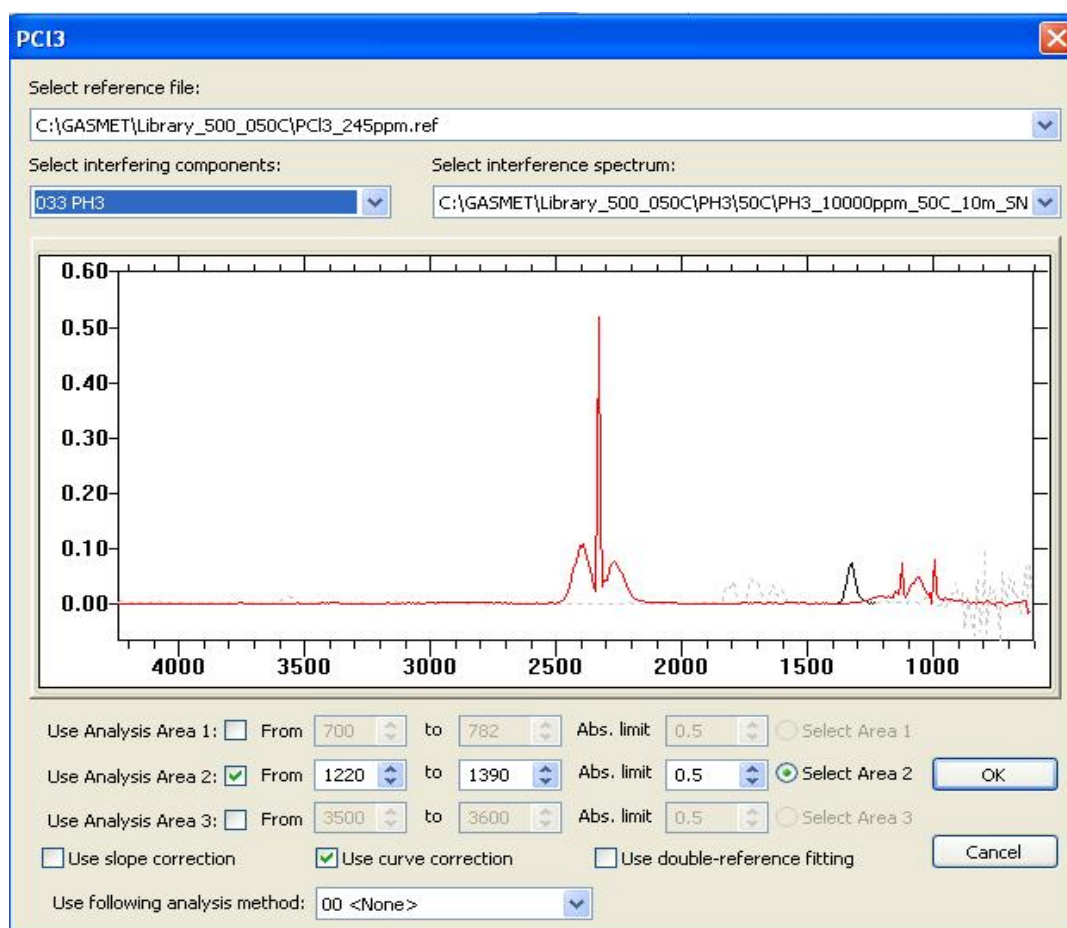 PCl3
Select reference file:
C:\GASMET\Library_500_050C\PCl3_245ppm.ref
Select interfering components: Select interference spectrum:
033 PH3 C:\GASMET\Library_500_050C\PH3\50C\PH3_10000ppm_50C_10m_SN
0.60
0.50
0.40
0.30
0.20
0.10
0.00
4000 3500 3000 2500 2000 1500 1000
Use Analysis Area 1: From 700 to 782 Abs. limit 0.5 Select Area 1
Use Analysis Area 2: From 1220 to 1390 Abs. limit 0.5 Select Area 2 OK
Use Analysis Area 3: From 3500 to 3600 Abs. limit 0.5 Select Area 3
Use slope correction Use curve correction Use double-reference fitting Cancel
Use following analysis method: 00 <None>